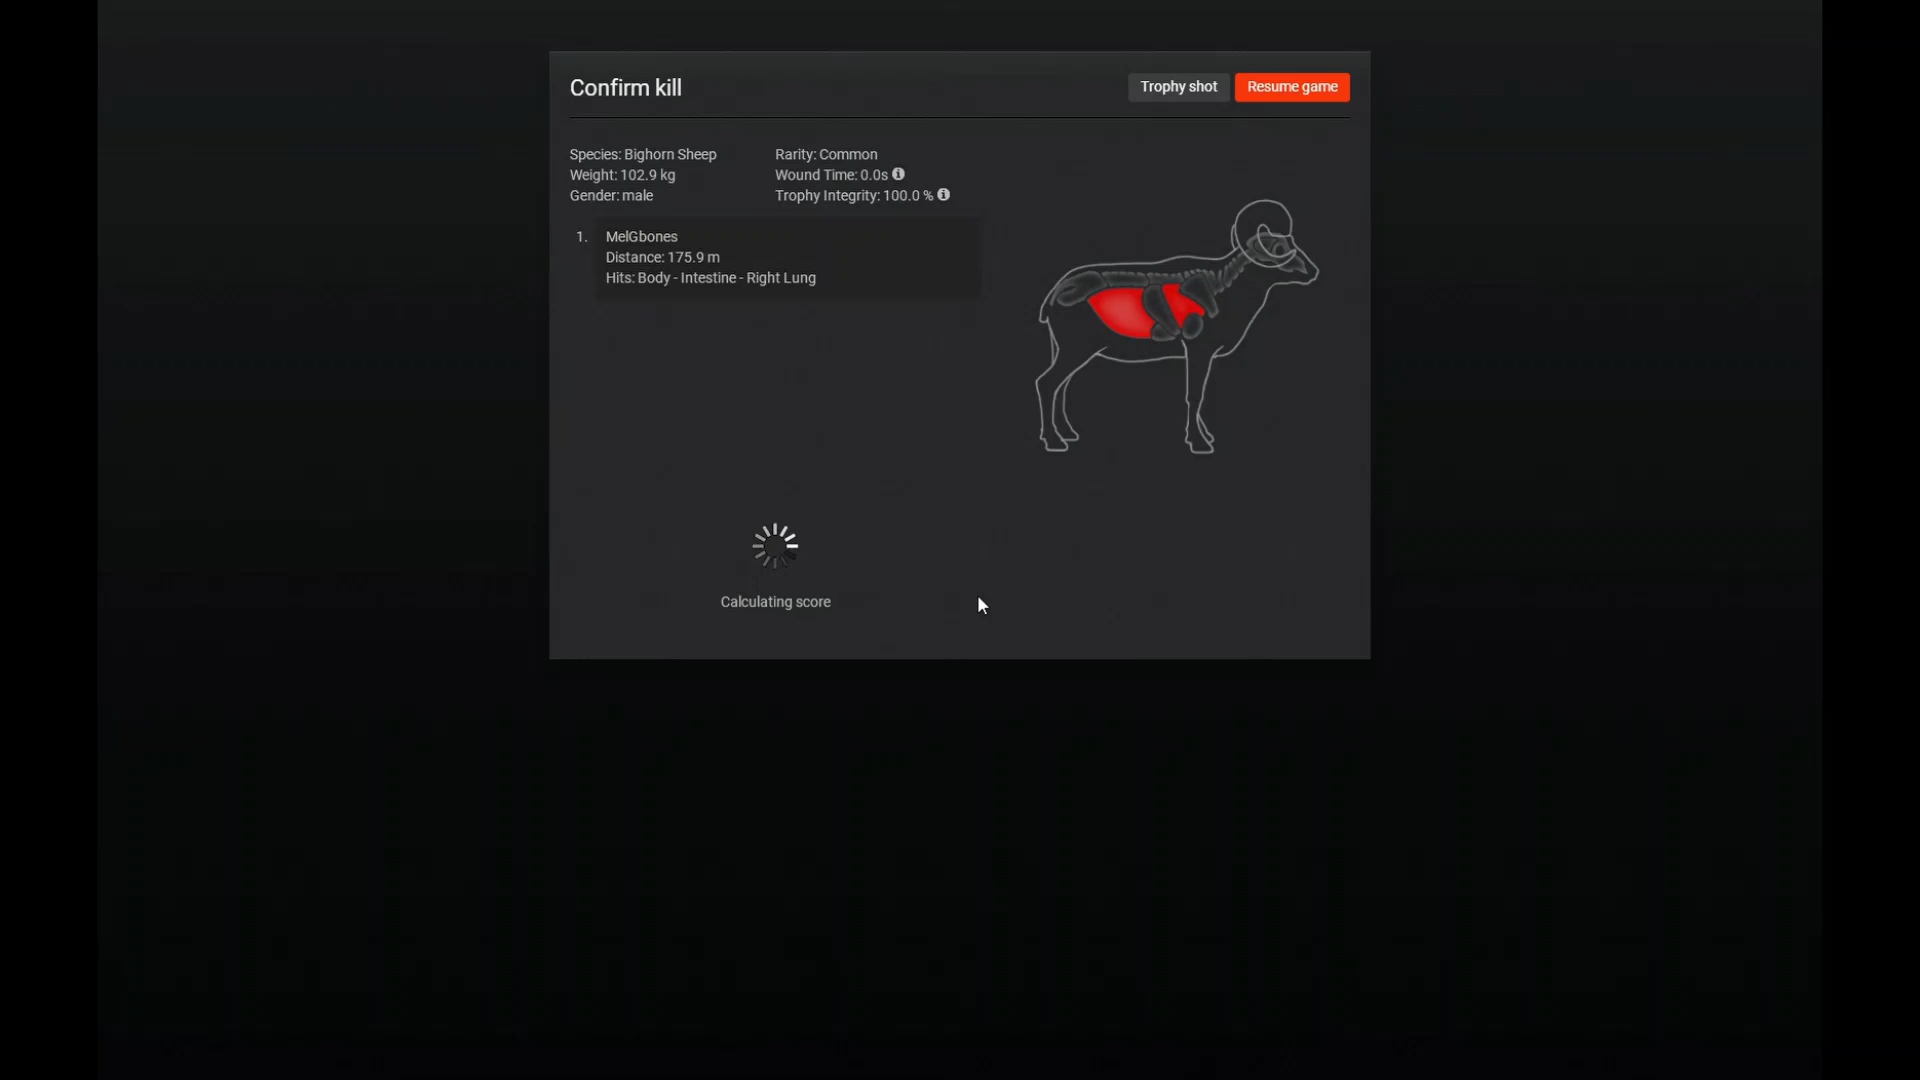 Confirm kill
Trophy shot
Resume game
Species: Bighorn Sheep
Weight: 102.9 kg
Gender: male
Rarity: Common
Wound Time: 0.0s
Trophy Integrity: 100.0 %
1. MelGbones
Distance: 175.9 m
Hits: Body - Intestine - Right Lung
Calculating score